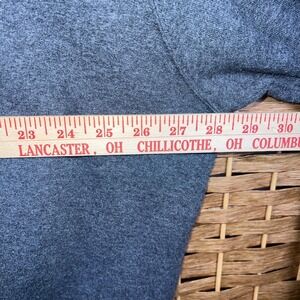 23 24 25 26 27 28 29 30
LANCASTER, OH CHILLICOTHE, OH COLUMB